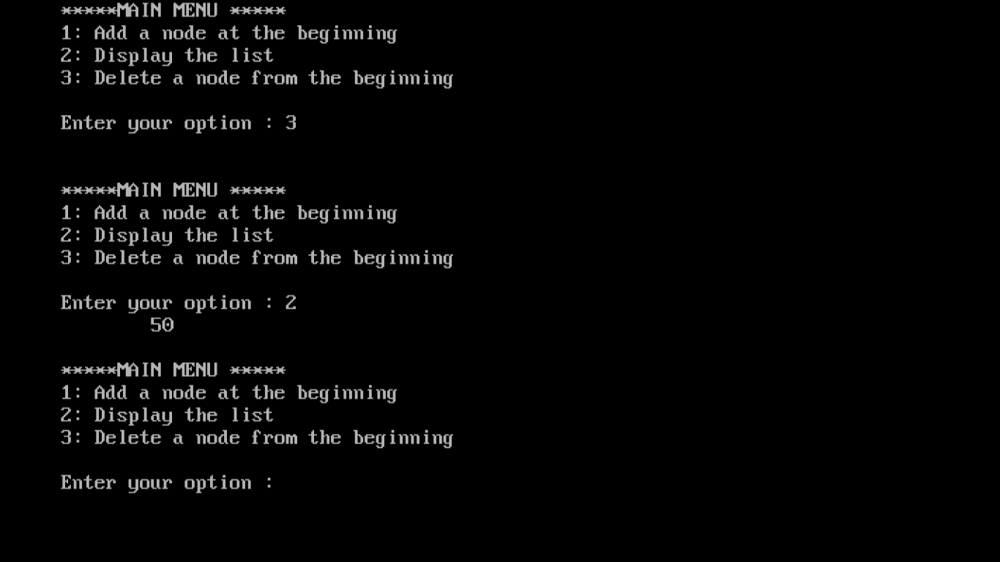 *****MAIN MENU *****
1: Add a node at the beginning
2: Display the list
3: Delete a node from the beginning
Enter your option : 3
*****MAIN MENU *****
1: Add a node at the beginning
2: Display the list
3: Delete a node from the beginning
Enter your option : 2
50
*****MAIN MENU *****
1: Add a node at the beginning
2: Display the list
3: Delete a node from the beginning
Enter your option :